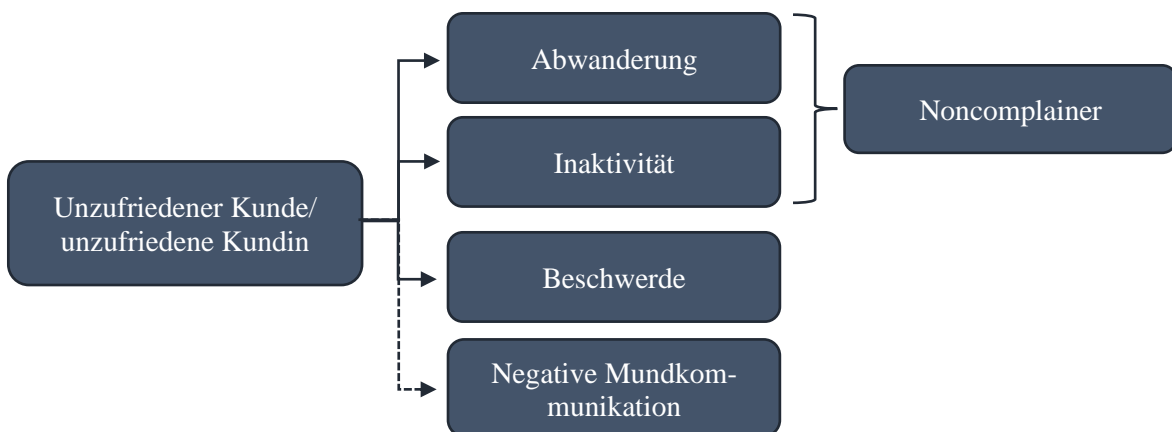 Abwanderung
Noncomplainer
Inaktivität
Unzufriedener Kunde/
unzufriedene Kundin
Beschwerde
Negative Mundkom-
munikation